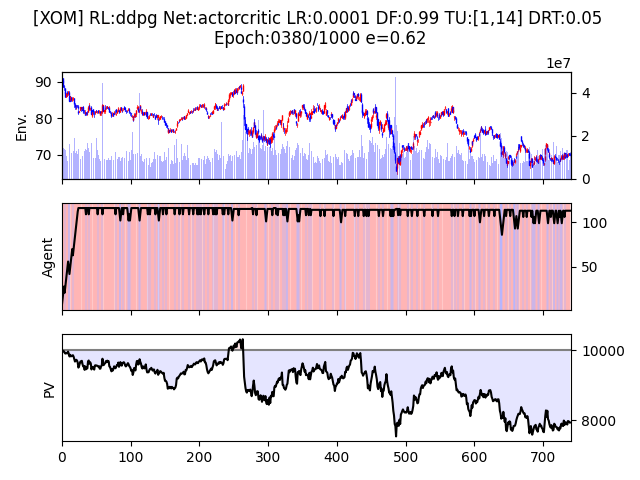 [XOM] RL:ddpg Net:actorcritic LR:0.0001 DF:0.99 TU:[1,14] DRT:0.05
Epoch:0380/1000 e=0.62
1e7
90
80
70
Env.
4
2
0
Agent
100
50
PV
10000
8000
0 100 200 300 400 500 600 700